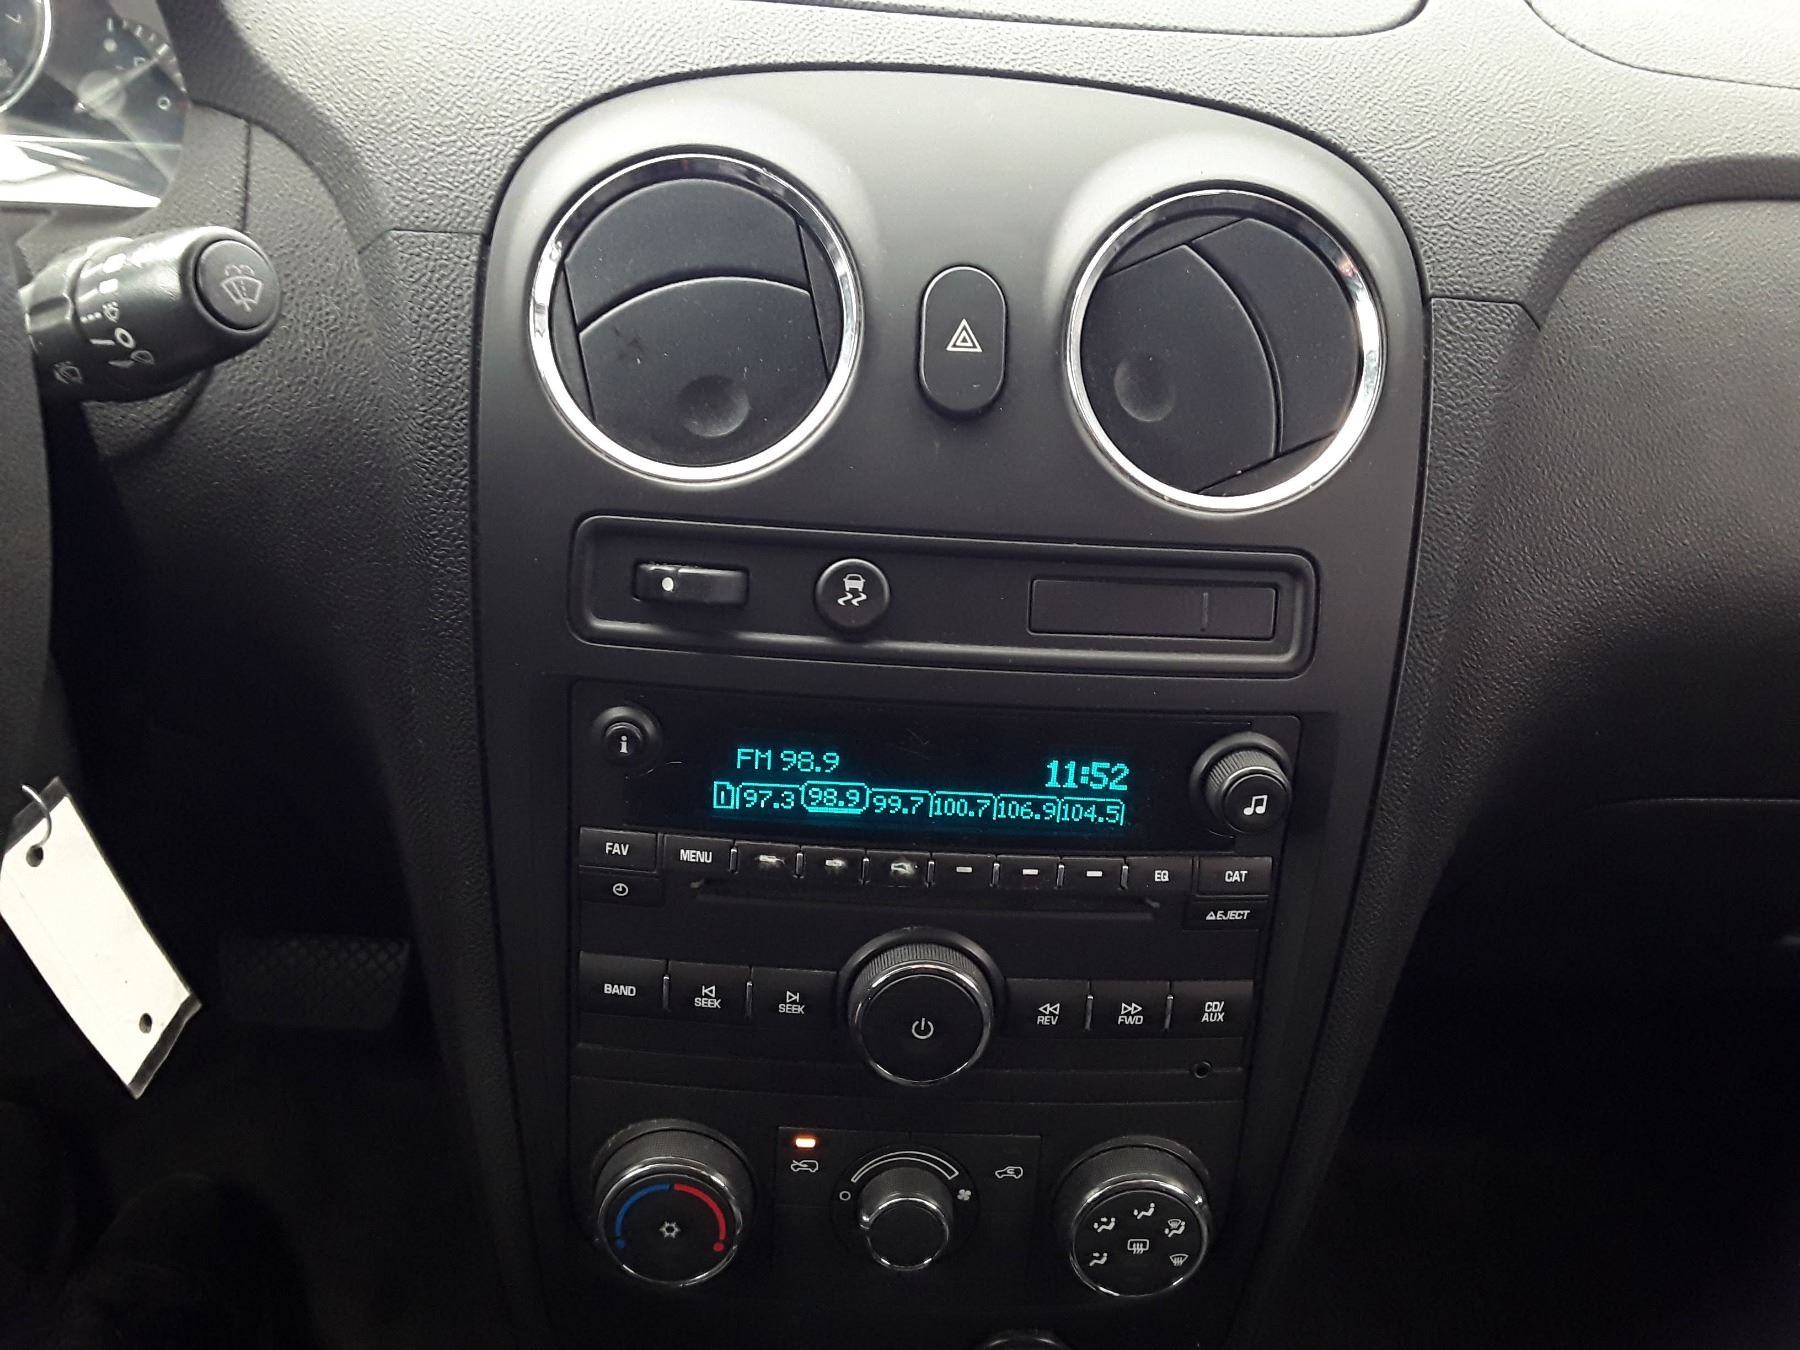 FM 98.9 11:52
1 97.3 98.9 99.7 100.7 106.9 104.5
FAV MENU EQ CAT
EJECT
BAND SEEK SEEK REV FWD CD/
AUX